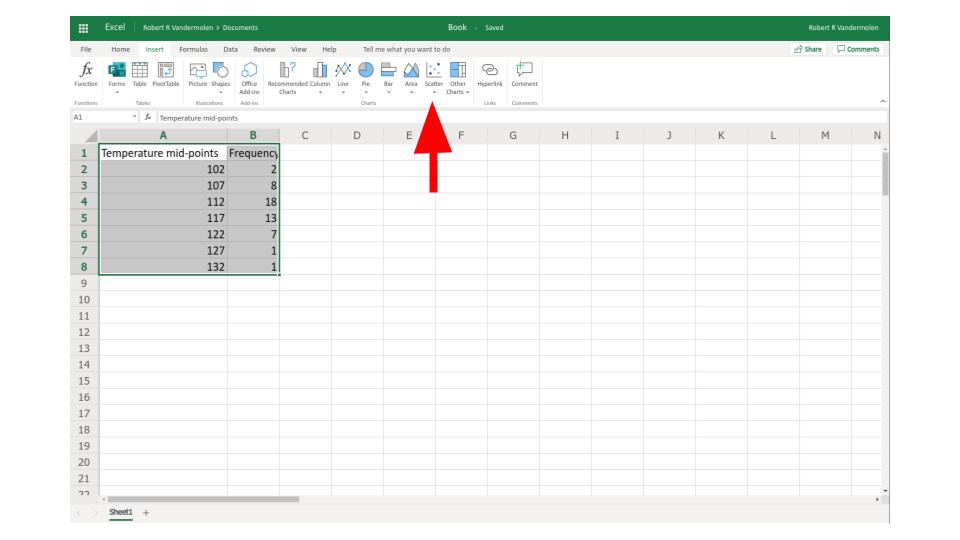 Excel Robert R Vandermolen > Documents Book - Saved Robert R Vandermolen
File Home Insert Formulas Data Review View Help Tell me what you want to do Share Comments
fx
Function Forms Table PivotTable Picture Shapes Office Add-ins Recommended Charts Column Line Pie Bar Area Scatter Other Charts Hyperlink Comment
Functions Tables Illustrations Add-ins Charts Links Comments
A1 fx Temperature mid-points
A B C D E F G H I J K L M N
1 Temperature mid-points Frequency
2 102 2
3 107 8
4 112 18
5 117 13
6 122 7
7 127 1
8 132 1
9
10
11
12
13
14
15
16
17
18
19
20
21
22
Sheet1 +